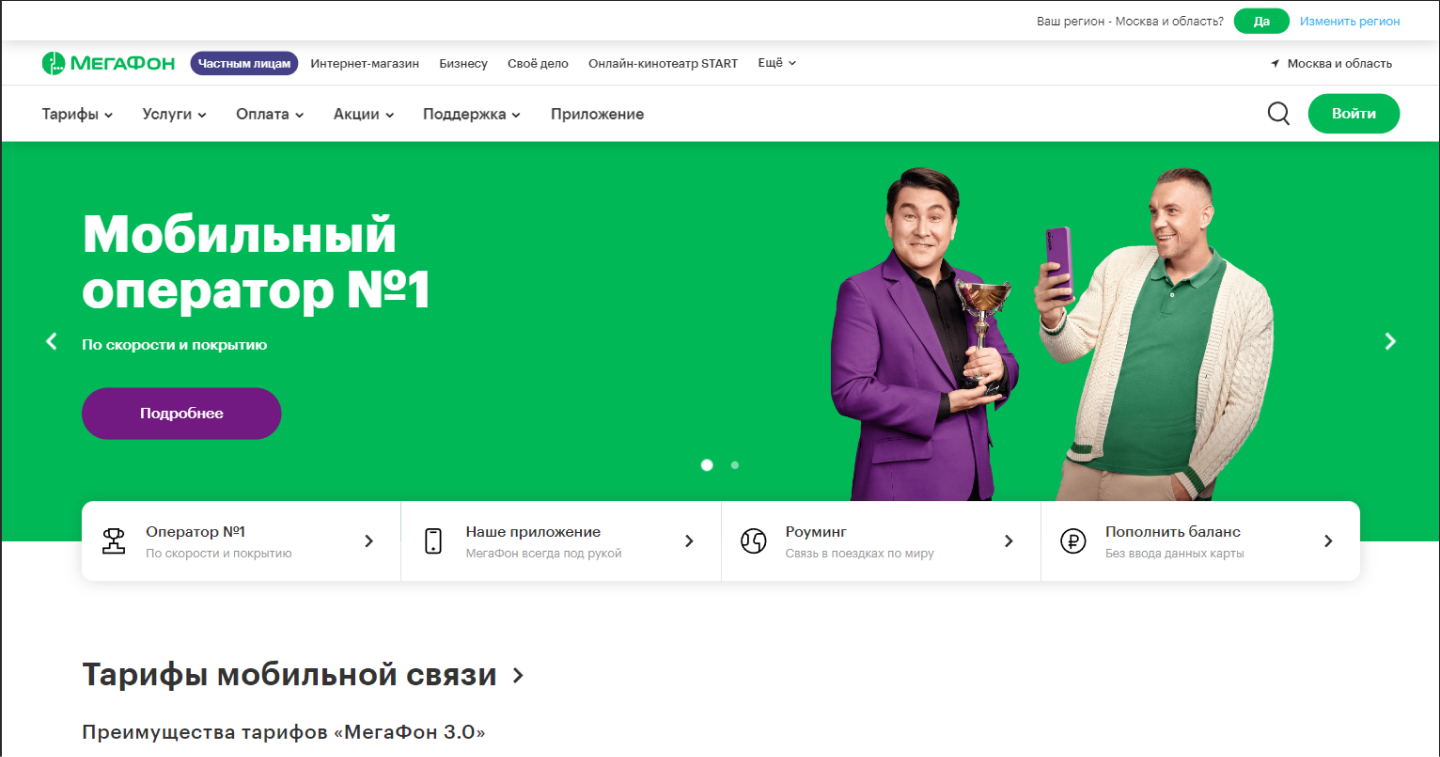 Ваш регион - Москва и область?
Да
Изменить регион
МЕГАФОН
Частным лицам
Интернет-магазин
Бизнесу
Своё дело
Онлайн-кинотеатр START
Ещё
Москва и область
Тарифы
Услуги
Оплата
Акции
Поддержка
Приложение
Войти
Мобильный
оператор №1
По скорости и покрытию
Подробнее
Оператор №1
По скорости и покрытию
Наше приложение
МегаФон всегда под рукой
Роуминг
Связь в поездках по миру
Пополнить баланс
Без ввода данных карты
Тарифы мобильной связи
Преимущества тарифов «МегаФон 3.0»